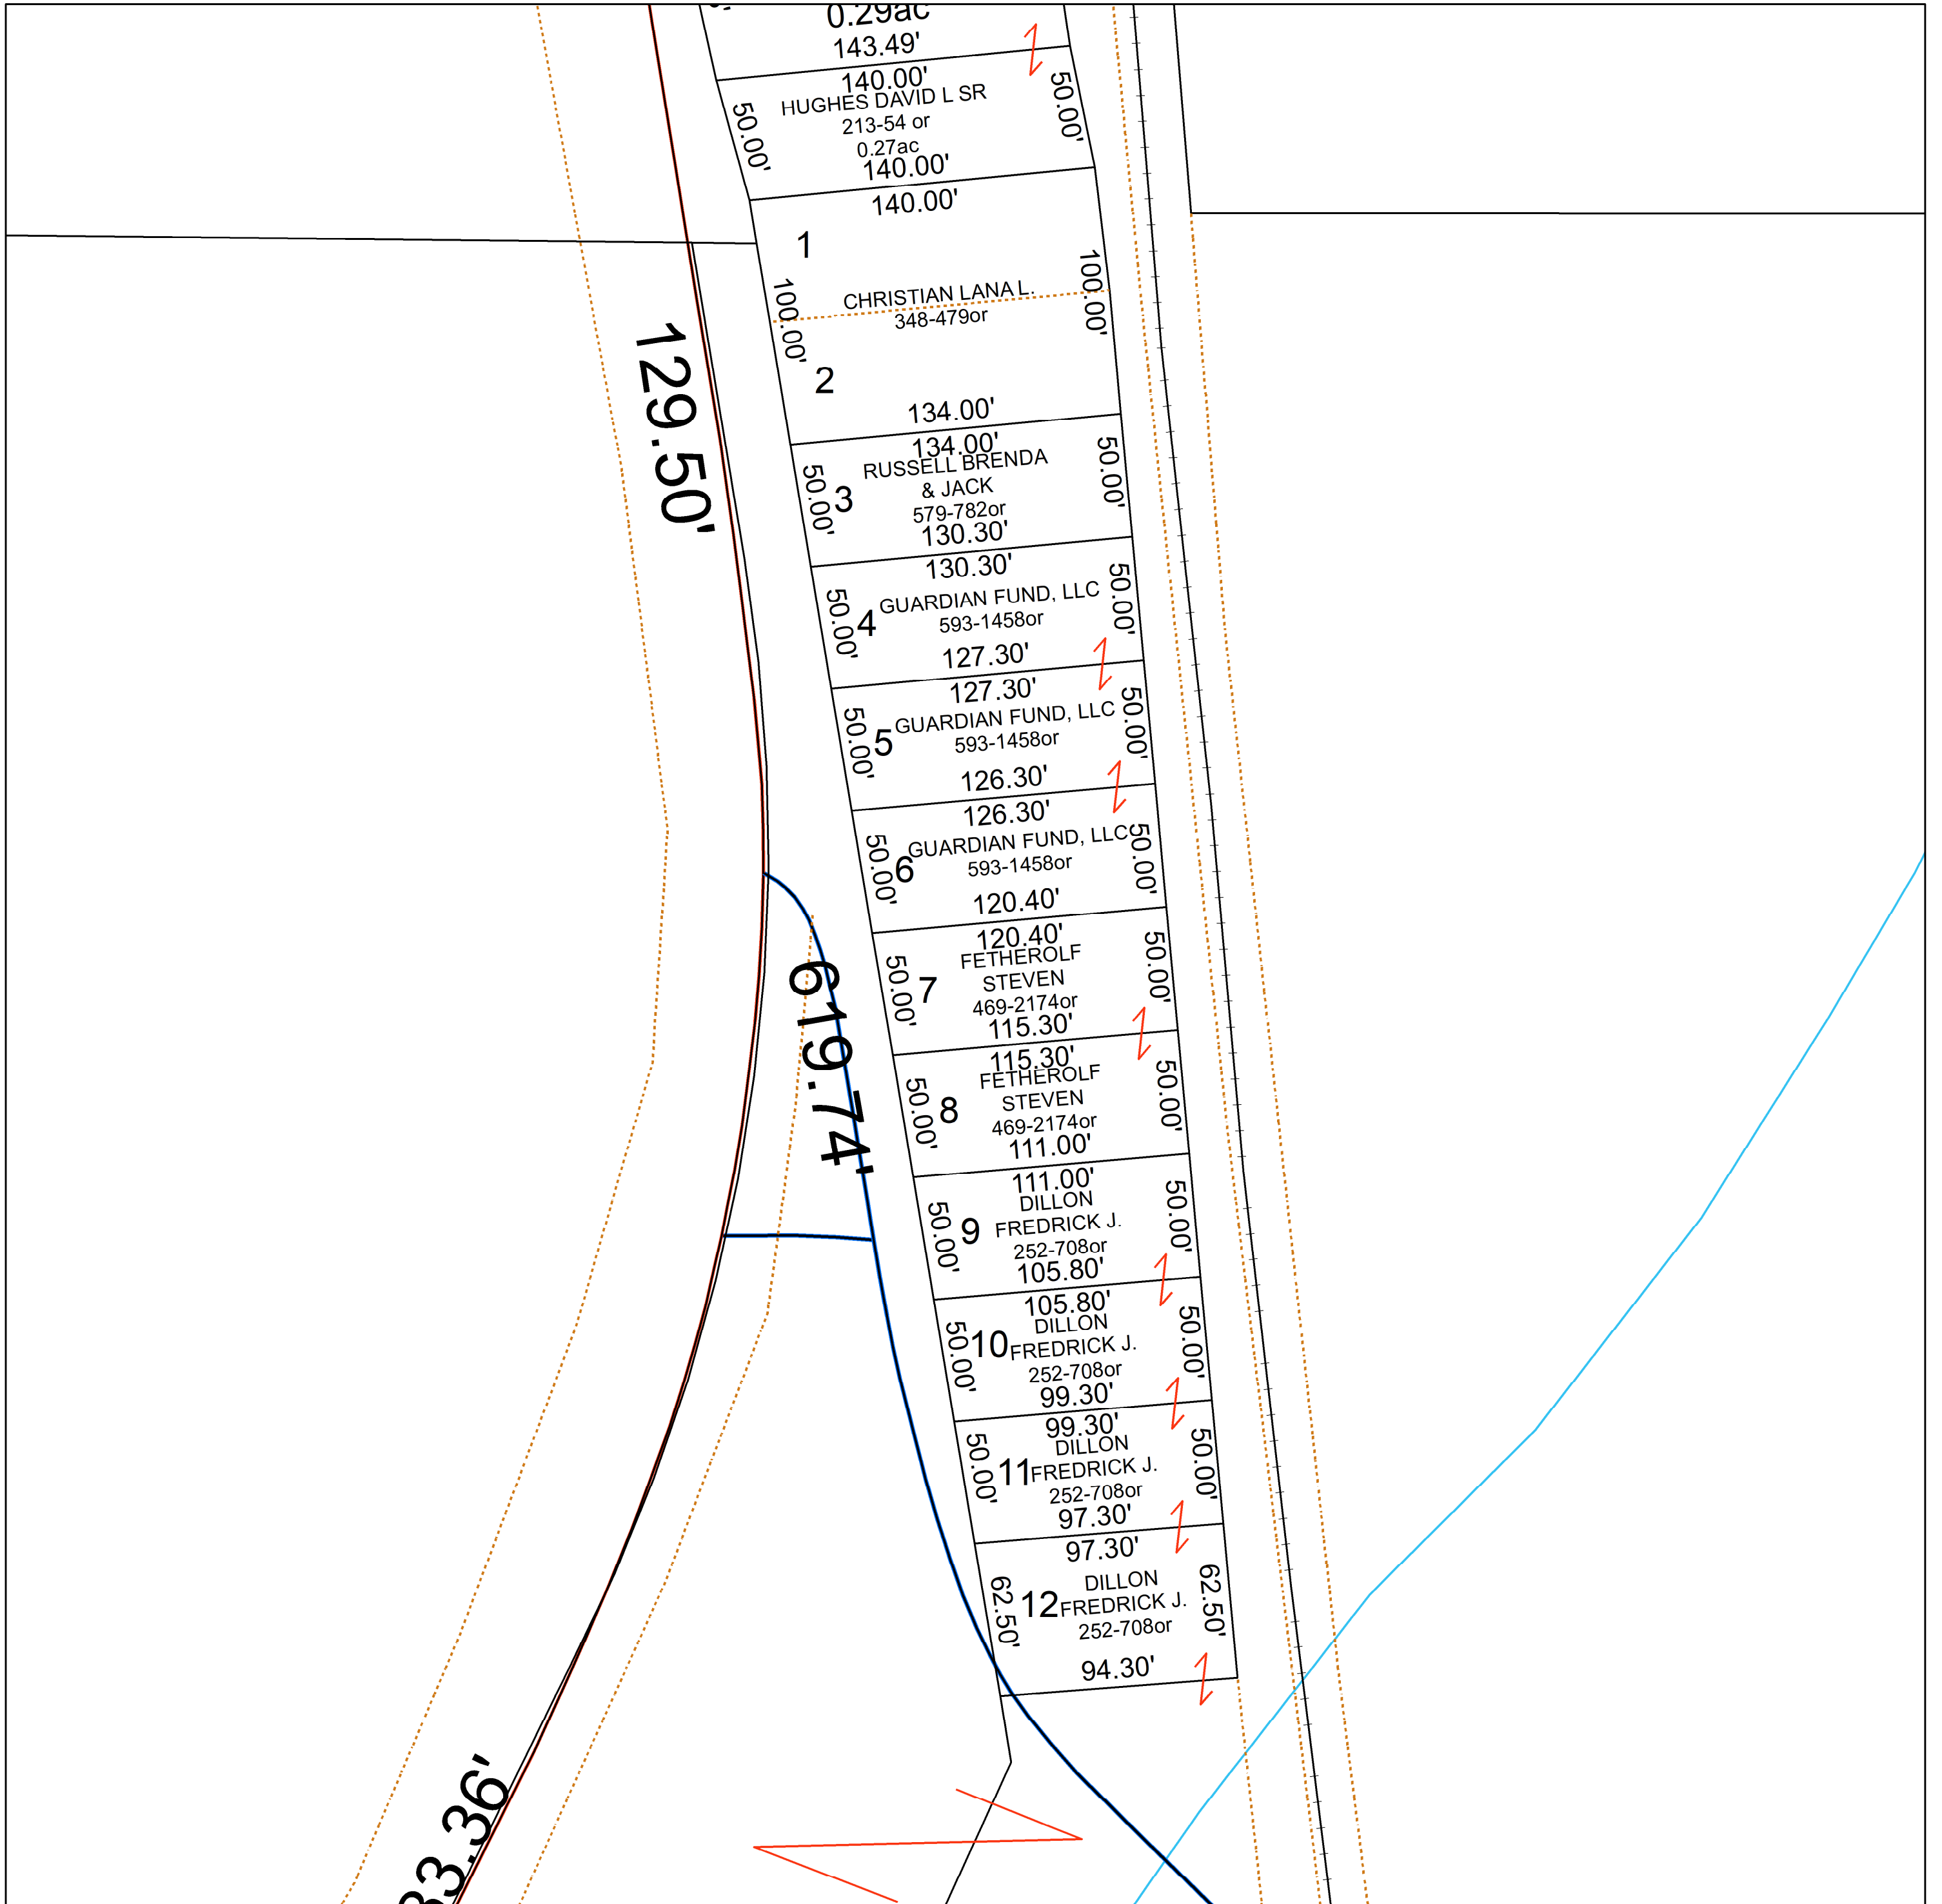 0.29ac
143.49'
140.00'
HUGHES DAVID L SR
213-54 or
0.27ac
140.00'
50.00'
50.00'
140.00'
1
100.00'
CHRISTIAN LANA L.
348-479or
100.00'
2
134.00'
129.50'
134.00'
RUSSELL BRENDA
& JACK
579-782or
130.30'
50.00'
3
50.00'
130.30'
GUARDIAN FUND, LLC
593-1458or
127.30'
50.00'
4
50.00'
127.30'
GUARDIAN FUND, LLC
593-1458or
126.30'
50.00'
5
50.00'
126.30'
GUARDIAN FUND, LLC
593-1458or
120.40'
50.00'
6
50.00'
120.40'
FETHEROLF
STEVEN
469-2174or
115.30'
50.00'
7
50.00'
619.74'
115.30'
FETHEROLF
STEVEN
469-2174or
111.00'
50.00'
8
50.00'
111.00'
DILLON
FREDRICK J.
252-708or
105.80'
50.00'
9
50.00'
105.80'
DILLON
FREDRICK J.
252-708or
99.30'
50.00'
10
50.00'
99.30'
DILLON
FREDRICK J.
252-708or
97.30'
50.00'
11
50.00'
97.30'
DILLON
FREDRICK J.
252-708or
94.30'
62.50'
12
62.50'
33.36'